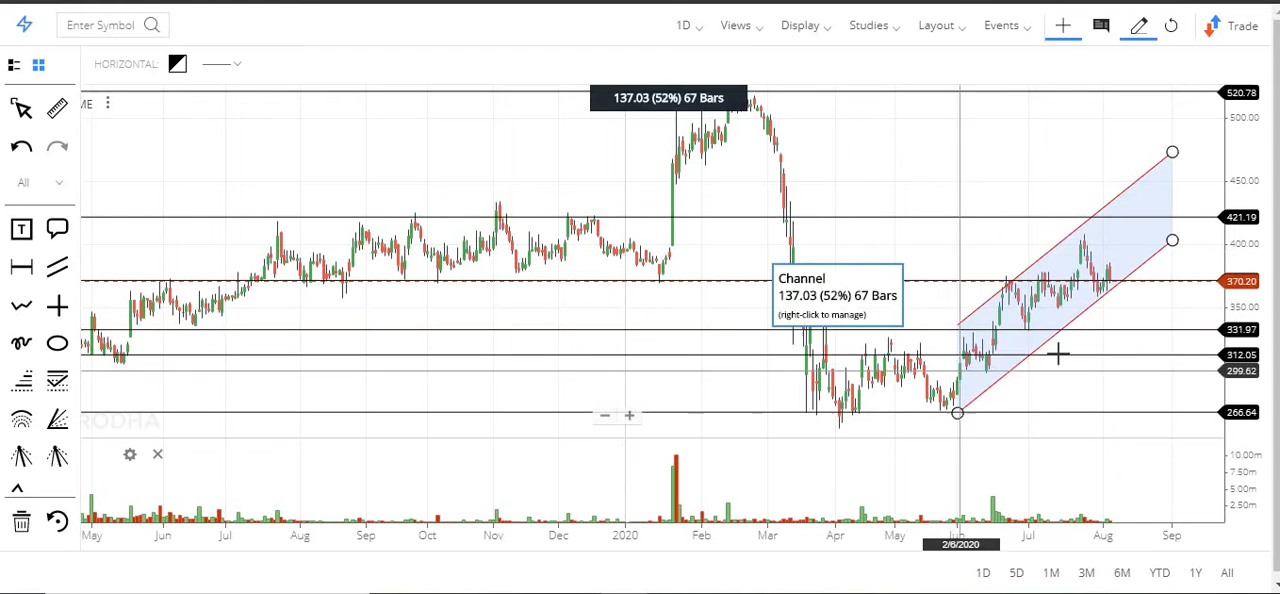 Enter Symbol
1D Views Display Studies Layout Events Trade
HORIZONTAL:
ME
137.03 (52%) 67 Bars
520.78
500.00
450.00
421.19
400.00
Channel
137.03 (52%) 67 Bars
(right-click to manage)
370.20
350.00
331.97
312.05
299.62
266.64
All
T
RODHA
10.00m
7.50m
5.00m
2.50m
May Jun Jul Aug Sep Oct Nov Dec 2020 Feb Mar Apr May Jun Jul Aug Sep
2/6/2020
1D 5D 1M 3M 6M YTD 1Y All